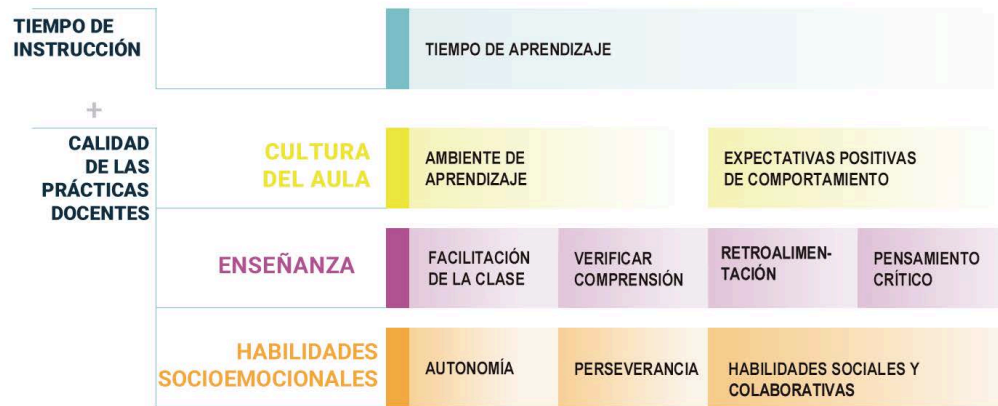 TIEMPO DE
INSTRUCCIÓN
TIEMPO DE APRENDIZAJE
+
CALIDAD
DE LAS
PRÁCTICAS
DOCENTES
CULTURA
DEL AULA
AMBIENTE DE
APRENDIZAJE
EXPECTATIVAS POSITIVAS
DE COMPORTAMIENTO
ENSEÑANZA
FACILITACIÓN
DE LA CLASE
VERIFICAR
COMPRENSIÓN
RETROALIMEN-
TACIÓN
PENSAMIENTO
CRÍTICO
HABILIDADES
SOCIOEMOCIONALES
AUTONOMÍA
PERSEVERANCIA
HABILIDADES SOCIALES Y
COLABORATIVAS